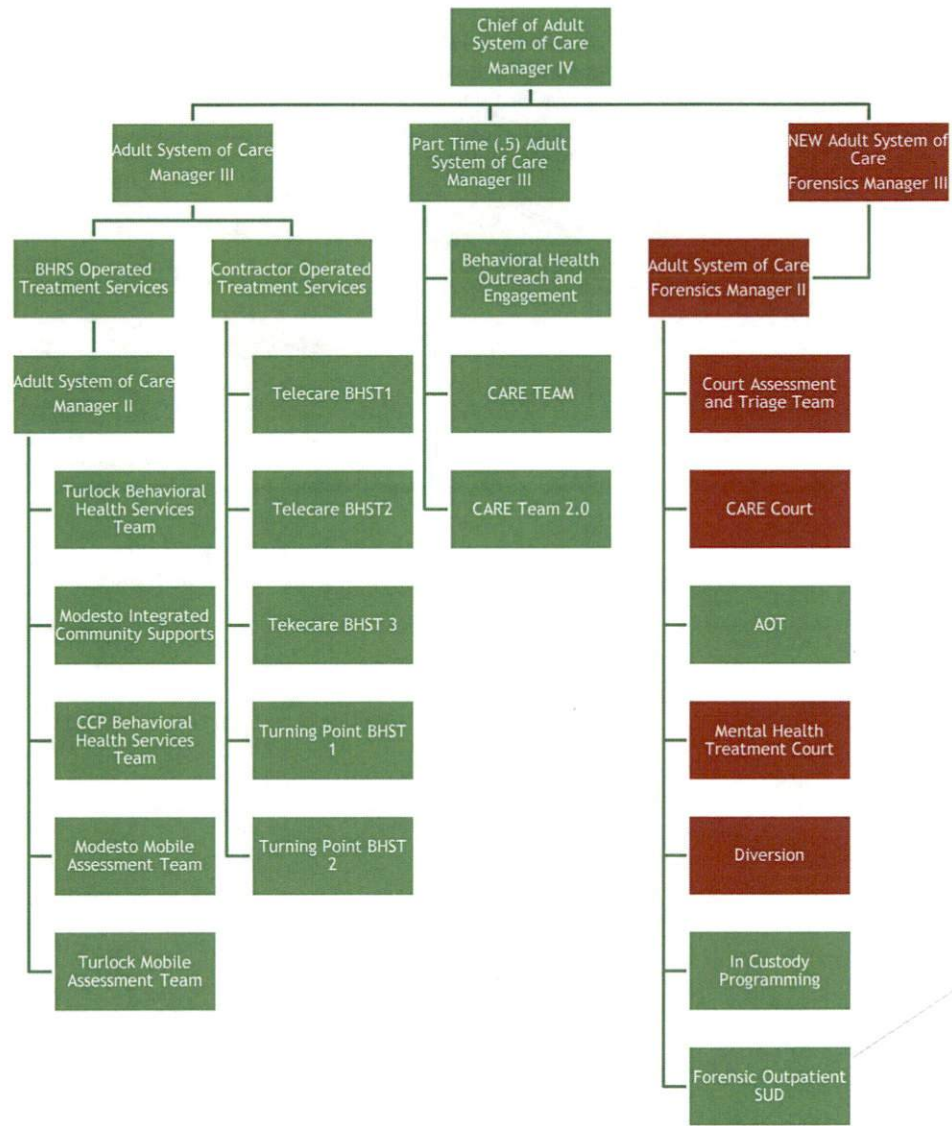 Chief of Adult
System of Care
Manager IV
Adult System of Care
Manager III
Part Time (.5) Adult
System of Care
Manager III
NEW Adult System of
Care
Forensics Manager III
BHRS Operated
Treatment Services
Contractor Operated
Treatment Services
Behavioral Health
Outreach and
Engagement
Adult System of Care
Forensics Manager II
Adult System of Care
Manager II
Telecare BHST1
CARE TEAM
Court Assessment
and Triage Team
Turlock Behavioral
Health Services
Team
Telecare BHST2
CARE Team 2.0
CARE Court
Modesto Integrated
Community Supports
Tekecare BHST 3
AOT
CCP Behavioral
Health Services
Team
Turning Point BHST
1
Mental Health
Treatment Court
Modesto Mobile
Assessment Team
Turning Point BHST
2
Diversion
Turlock Mobile
Assessment Team
In Custody
Programming
Forensic Outpatient
SUD